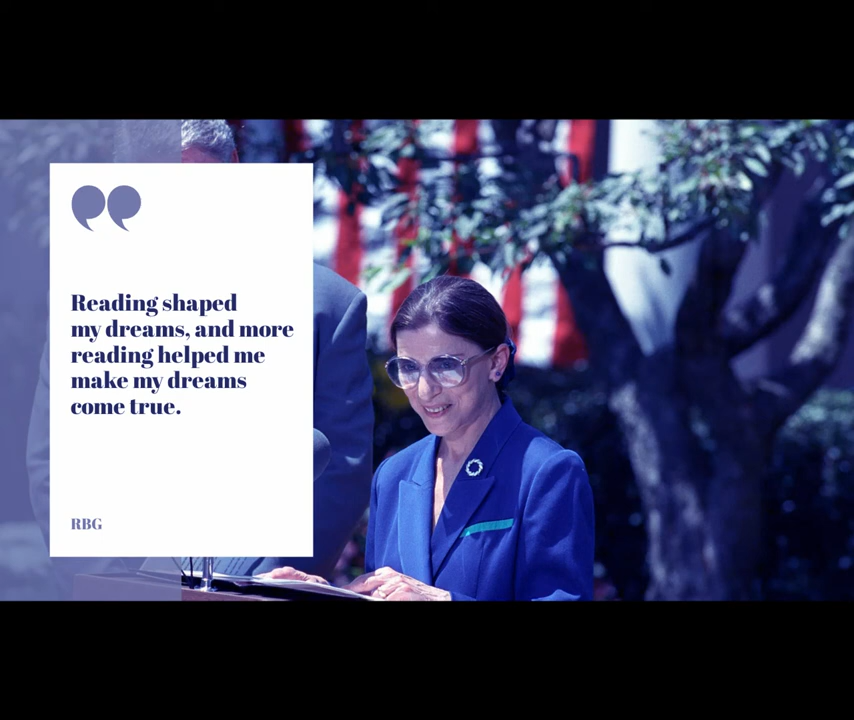 Reading shaped
my dreams, and more
reading helped me
make my dreams
come true.
RBG